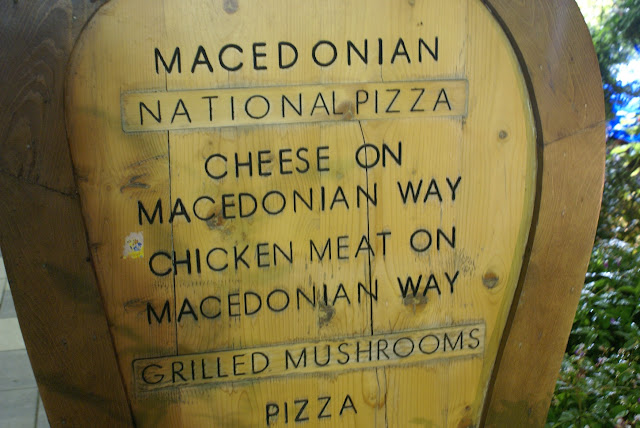 MACEDONIAN
NATIONAL PIZZA
CHEESE ON
MACEDONIAN WAY
CHICKEN MEAT ON
MACEDONIAN WAY
GRILLED MUSHROOMS
PIZZA